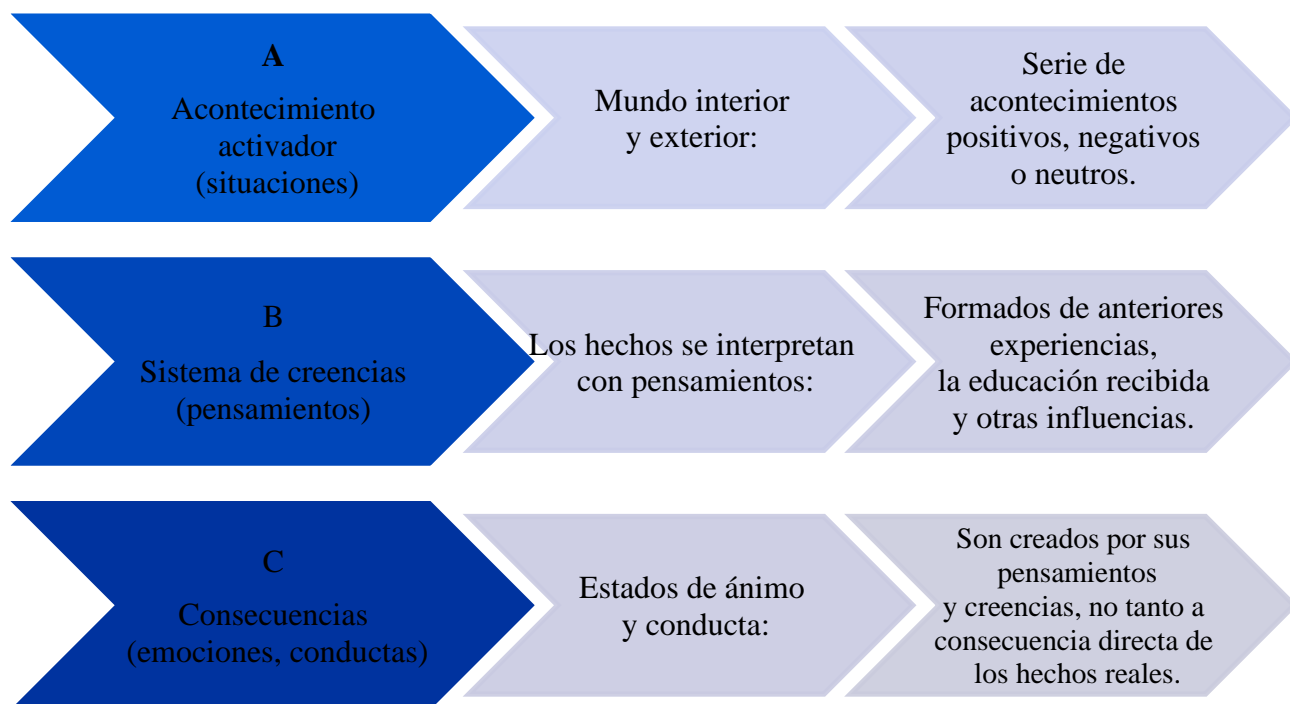 A
Acontecimiento
activador
(situaciones)
Mundo interior
y exterior:
Serie de
acontecimientos
positivos, negativos
o neutros.
B
Sistema de creencias
(pensamientos)
Los hechos se interpretan
con pensamientos:
Formados de anteriores
experiencias,
la educación recibida
y otras influencias.
C
Consecuencias
(emociones, conductas)
Estados de ánimo
y conducta:
Son creados por sus
pensamientos
y creencias, no tanto a
consecuencia directa de
los hechos reales.